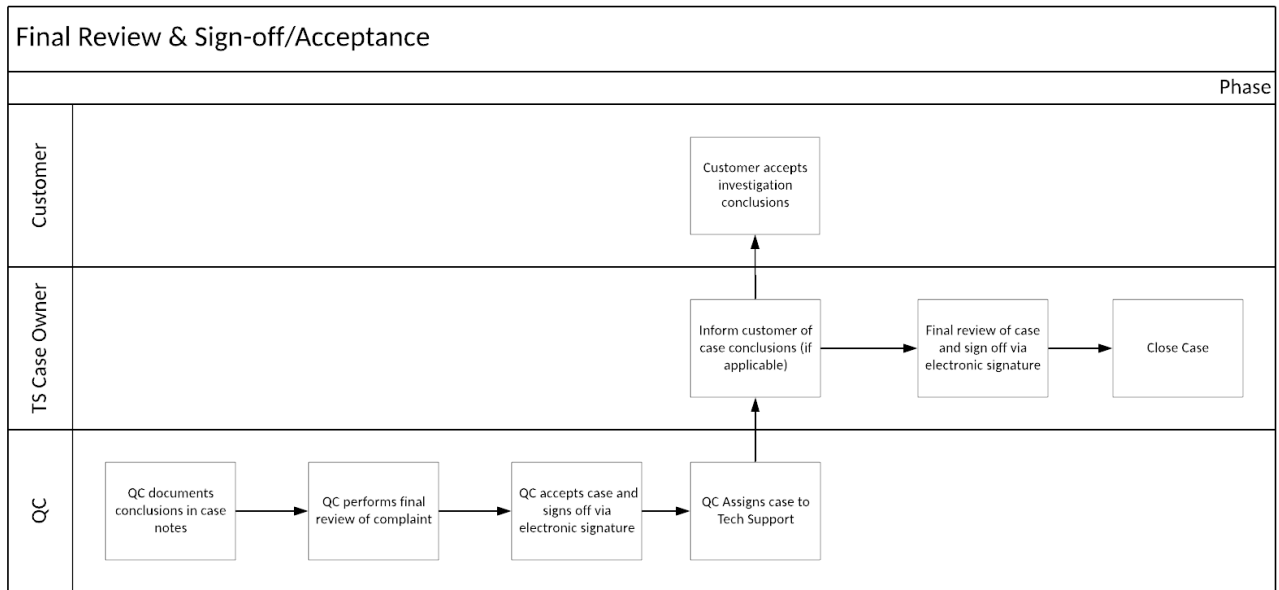 Final Review & Sign-off/Acceptance
Phase
Customer
Customer accepts
investigation
conclusions
TS Case Owner
Inform customer of
case conclusions (if
applicable)
Final review of case
and sign off via
electronic signature
Close Case
QC
QC documents
conclusions in case
notes
QC performs final
review of complaint
QC accepts case and
signs off via
electronic signature
QC Assigns case to
Tech Support